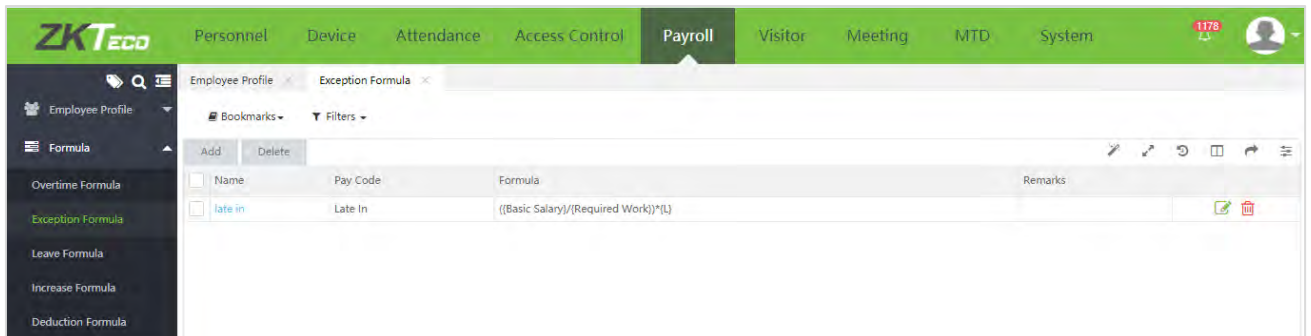 ZKTECO Personnel Device Attendance Access Control Payroll Visitor Meeting MTD System 1178
Employee Profile × Exception Formula ×
Employee Profile
Bookmarks Filters
Formula
Add Delete
Name Pay Code Formula Remarks
Overtime Formula
late in Late In ({Basic Salary}/{Required Work})*{L}
Exception Formula
Leave Formula
Increase Formula
Deduction Formula